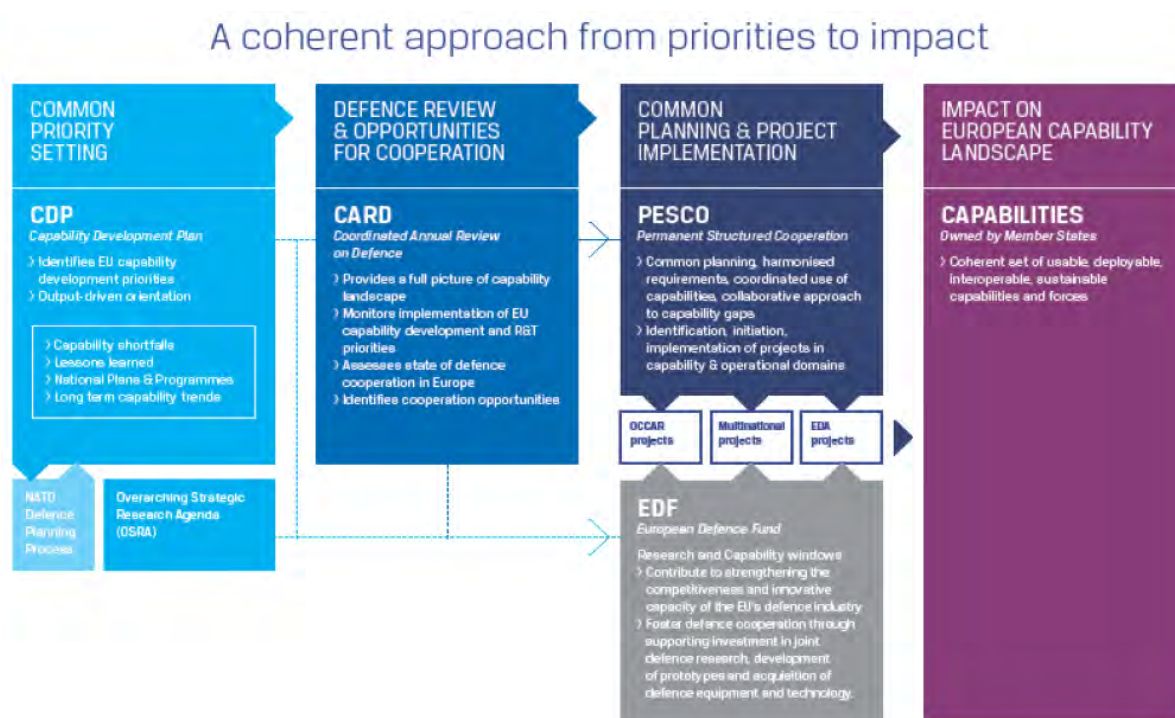 A coherent approach from priorities to impact
COMMON
PRIORITY
SETTING
CDP
Capability Development Plan
› Identifies EU capability
development priorities
› Output-driven orientation
› Capability shortfalls
› Lessons learned
› National Plans & Programmes
› Long term capability trends
NATO
Defence
Planning
Process
Overarching Strategic
Research Agenda
(OSRA)
DEFENCE REVIEW
& OPPORTUNITIES
FOR COOPERATION
CARD
Coordinated Annual Review
on Defence
› Provides a full picture of capability
landscape
› Monitors implementation of EU
capability development and R&T
priorities
› Assesses state of defence
cooperation in Europe
› Identifies cooperation opportunities
COMMON
PLANNING & PROJECT
IMPLEMENTATION
PESCO
Permanent Structured Cooperation
› Common planning, harmonised
requirements, coordinated use of
capabilities, collaborative approach
to capability gaps
› Identification, initiation,
implementation of projects in
capability & operational domains
OCCAR
projects
Multinational
projects
EDA
projects
EDF
European Defence Fund
Research and Capability windows
› Contribute to strengthening the
competitiveness and innovative
capacity of the EU's defence industry
› Foster defence cooperation through
supporting investment in joint
defence research, development
of prototypes and acquisition of
defence equipment and technology.
IMPACT ON
EUROPEAN CAPABILITY
LANDSCAPE
CAPABILITIES
Owned by Member States
› Coherent set of usable, deployable,
interoperable, sustainable
capabilities and forces